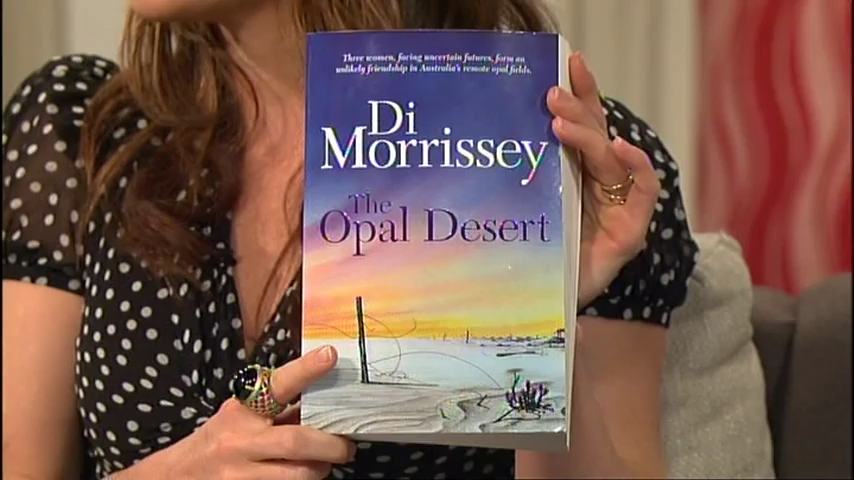 Three women, facing uncertain futures, form an
unlikely friendship in Australia's remote opal fields.
Di
Morrissey
The
Opal Desert